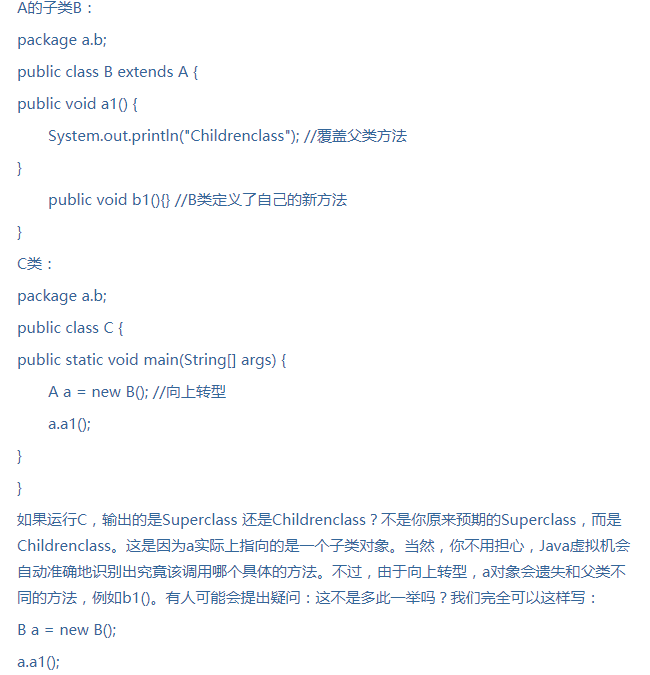 A的子类B：
package a.b;
public class B extends A {
public void a1() {
System.out.println("Childrenclass"); //覆盖父类方法
}
public void b1(){} //B类定义了自己的新方法
}
C类：
package a.b;
public class C {
public static void main(String[] args) {
A a = new B(); //向上转型
a.a1();
}
}
如果运行C，输出的是Superclass 还是Childrenclass？不是你原来预期的Superclass，而是
Childrenclass。这是因为a实际上指向的是一个子类对象。当然，你不用担心，Java虚拟机会
自动准确地识别出究竟该调用哪个具体的方法。不过，由于向上转型，a对象会遗失和父类不
同的方法，例如b1()。有人可能会提出疑问：这不是多此一举吗？我们完全可以这样写：
B a = new B();
a.a1();